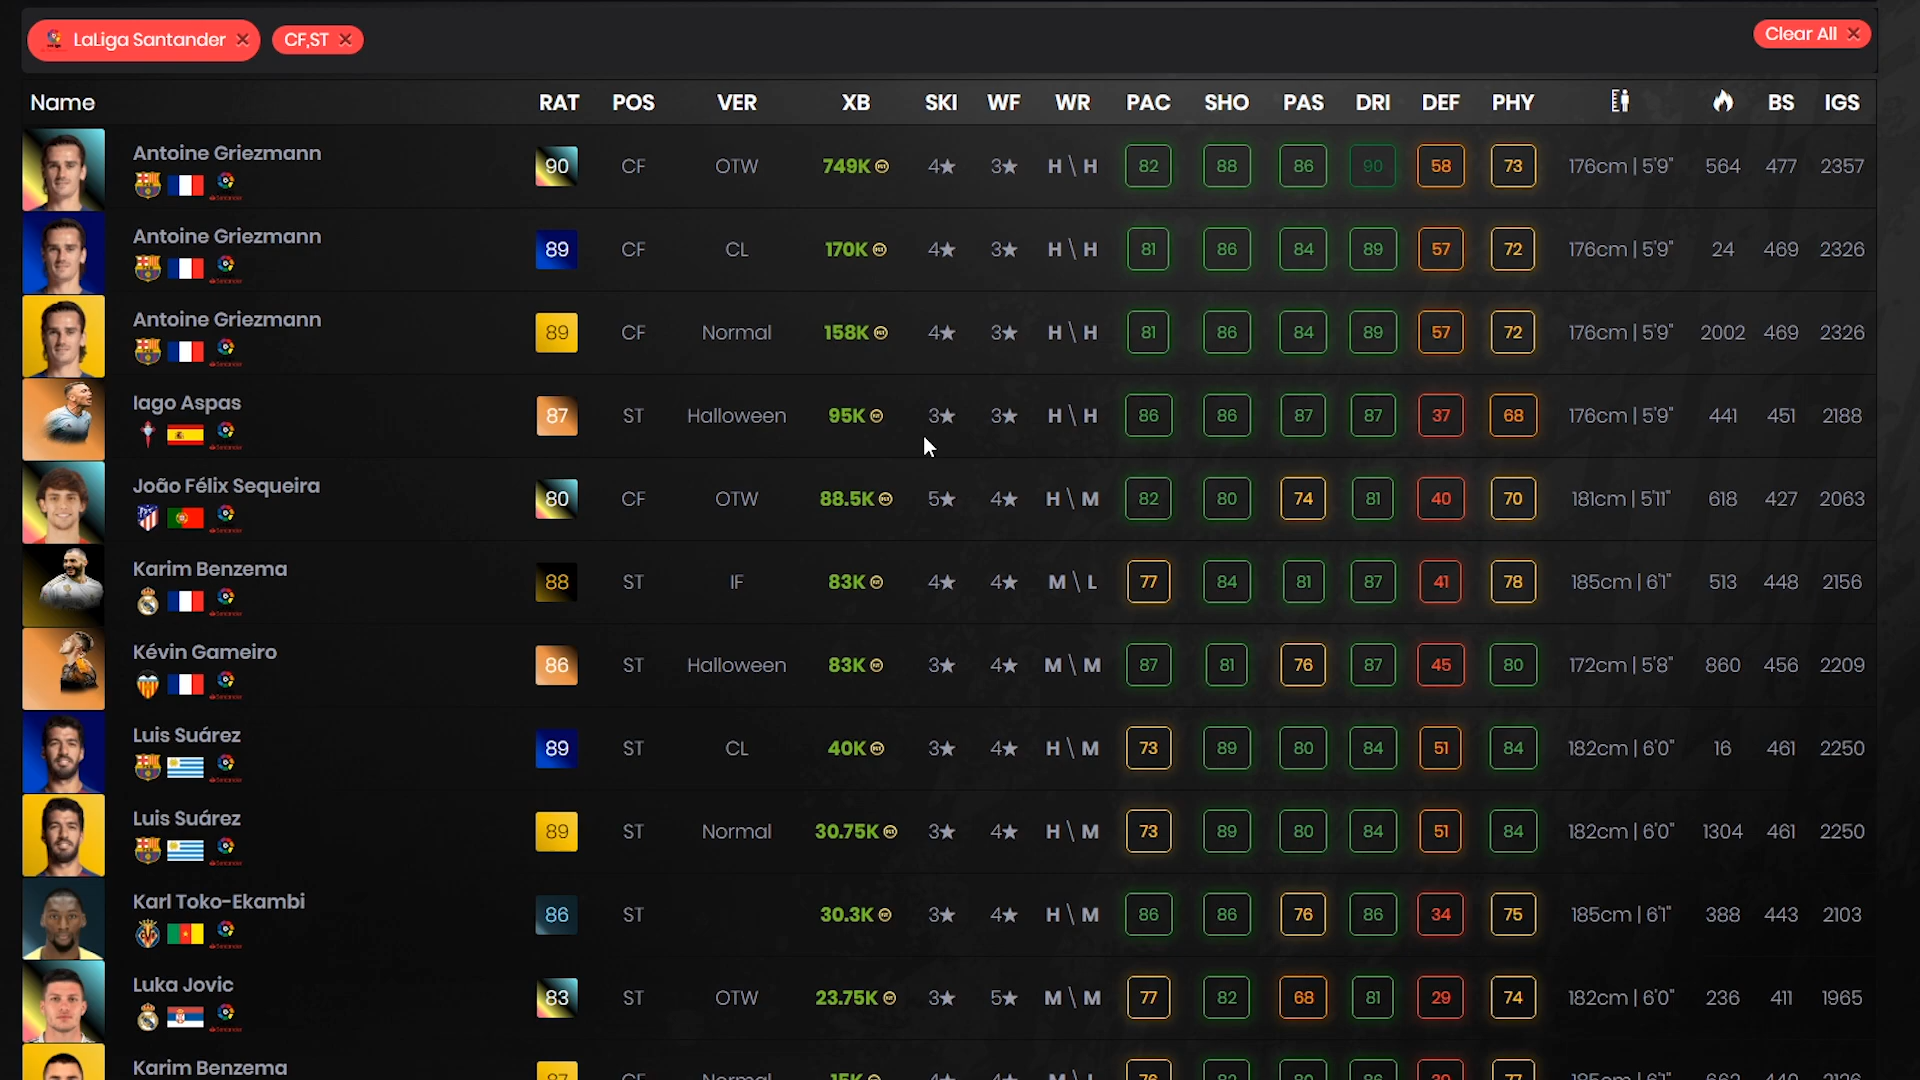 LaLiga Santander ✕ CF,ST ✕ Clear All ✕
Name RAT POS VER XB SKI WF WR PAC SHO PAS DRI DEF PHY BS IGS
Antoine Griezmann
90 CF OTW 749K 4★ 3★ H \ H 82 88 86 90 58 73 176cm | 5'9" 564 477 2357
Antoine Griezmann
89 CF CL 170K 4★ 3★ H \ H 81 86 84 89 57 72 176cm | 5'9" 24 469 2326
Antoine Griezmann
89 CF Normal 158K 4★ 3★ H \ H 81 86 84 89 57 72 176cm | 5'9" 2002 469 2326
Iago Aspas
87 ST Halloween 95K 3★ 3★ H \ H 86 86 87 87 37 68 176cm | 5'9" 441 451 2188
João Félix Sequeira
80 CF OTW 88.5K 5★ 4★ H \ M 82 80 74 81 40 70 181cm | 5'11" 618 427 2063
Karim Benzema
88 ST IF 83K 4★ 4★ M \ L 77 84 81 87 41 78 185cm | 6'1" 513 448 2156
Kévin Gameiro
86 ST Halloween 83K 3★ 4★ M \ M 87 81 76 87 45 80 172cm | 5'8" 860 456 2209
Luis Suárez
89 ST CL 40K 3★ 4★ H \ M 73 89 80 84 51 84 182cm | 6'0" 16 461 2250
Luis Suárez
89 ST Normal 30.75K 3★ 4★ H \ M 73 89 80 84 51 84 182cm | 6'0" 1304 461 2250
Karl Toko-Ekambi
86 ST 30.3K 3★ 4★ H \ M 86 86 76 86 34 75 185cm | 6'1" 388 443 2103
Luka Jovic
83 ST OTW 23.75K 3★ 5★ M \ M 77 82 68 81 29 74 182cm | 6'0" 236 411 1965
Karim Benzema